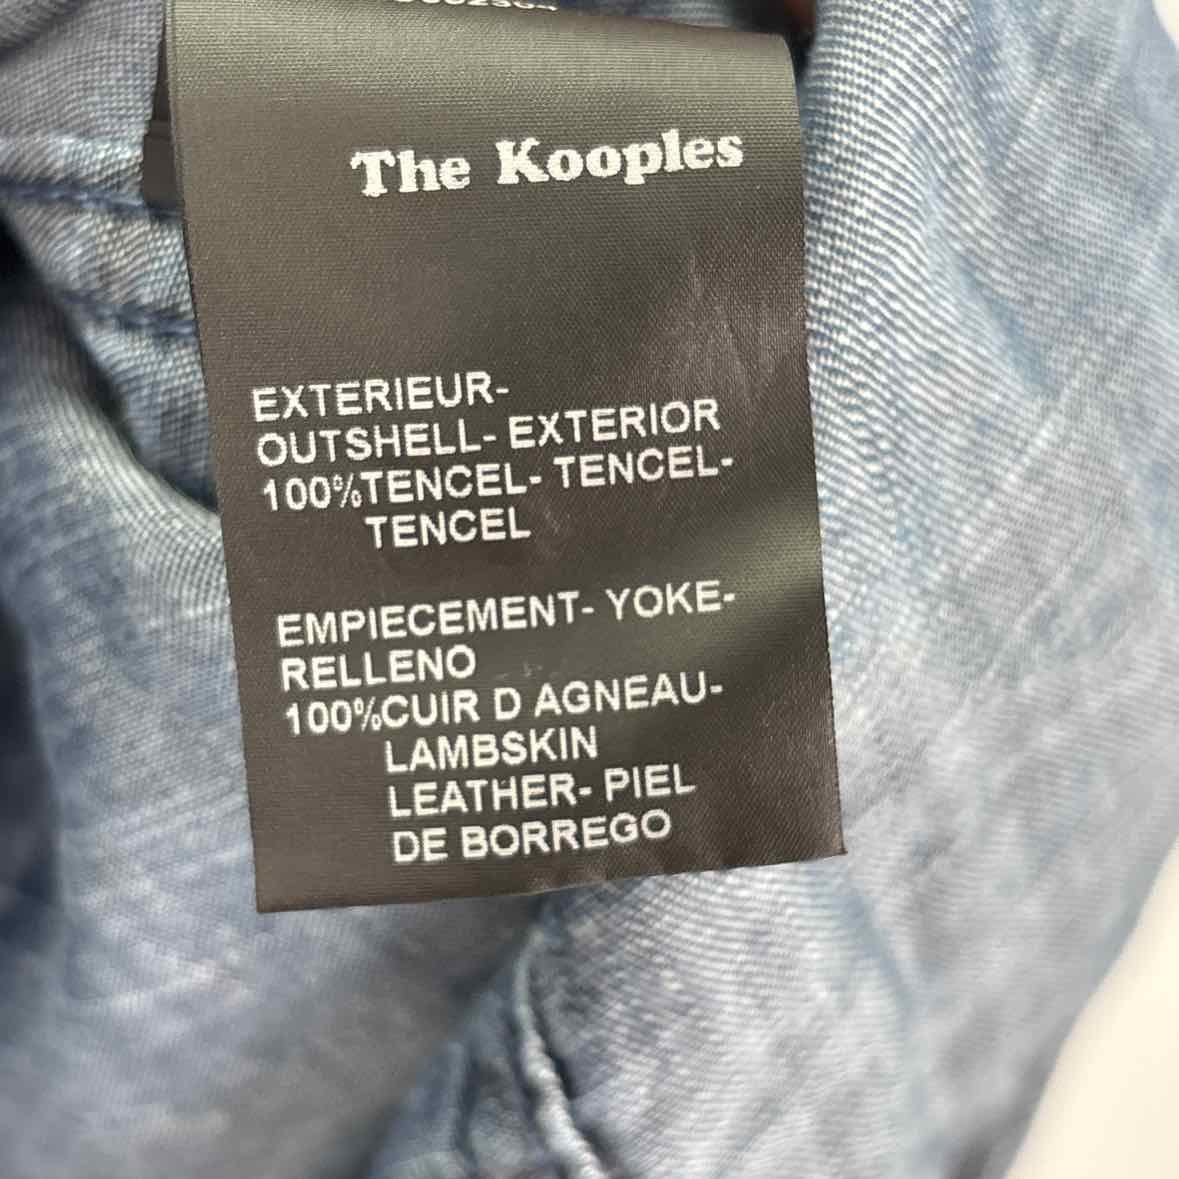 The Kooples
EXTERIEUR-
OUTSHELL- EXTERIOR
100%TENCEL- TENCEL-
TENCEL
EMPIECEMENT- YOKE-
RELLENO
100%CUIR D AGNEAU-
LAMBSKIN
LEATHER- PIEL
DE BORREGO